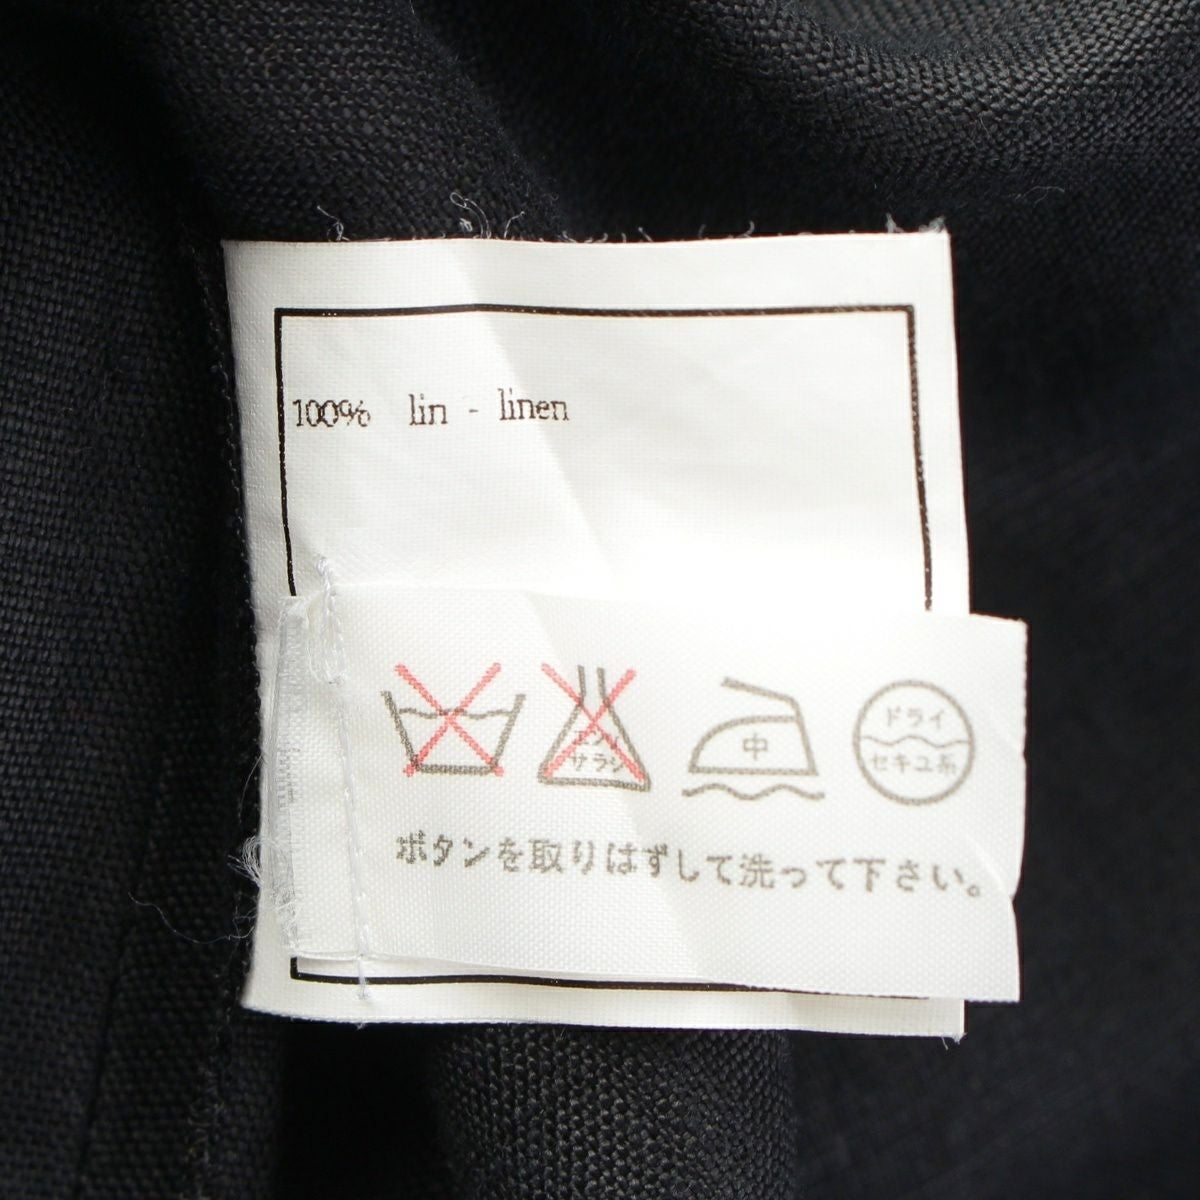 100% lin - linen
エンソ
サラシ
中
ドライ
セキユ系
ボタンを取りはずして洗って下さい。